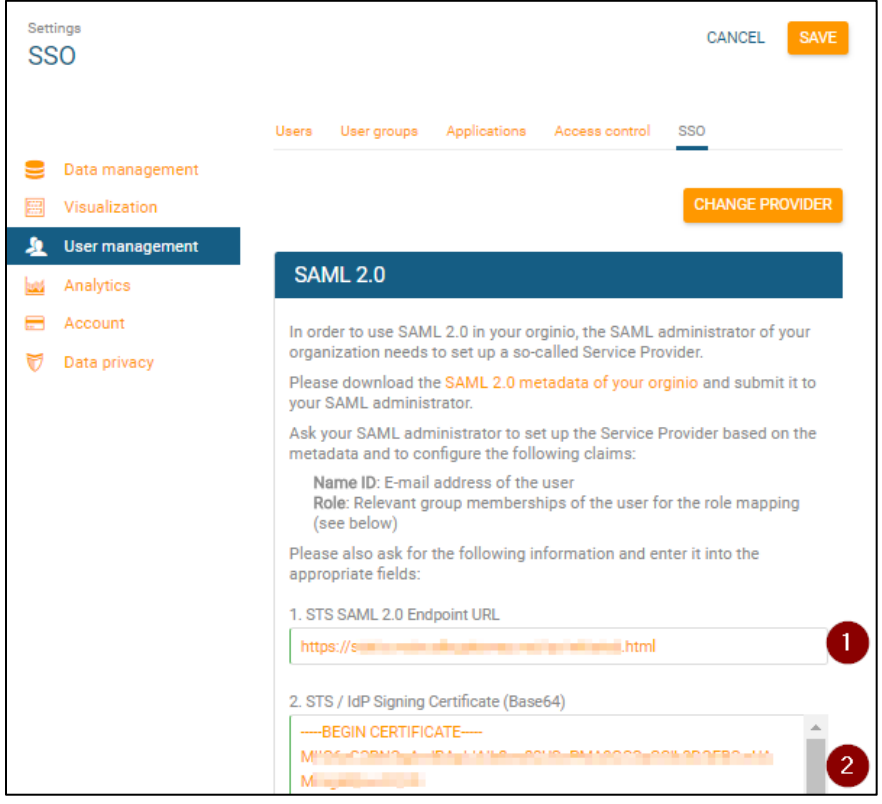 Settings
SSO
CANCEL
SAVE
Users
User groups
Applications
Access control
SSO
Data management
Visualization
User management
Analytics
Account
Data privacy
CHANGE PROVIDER
SAML 2.0
In order to use SAML 2.0 in your orginio, the SAML administrator of your
organization needs to set up a so-called Service Provider.
Please download the SAML 2.0 metadata of your orginio and submit it to
your SAML administrator.
Ask your SAML administrator to set up the Service Provider based on the
metadata and to configure the following claims:
Name ID: E-mail address of the user
Role: Relevant group memberships of the user for the role mapping
(see below)
Please also ask for the following information and enter it into the
appropriate fields:
1. STS SAML 2.0 Endpoint URL
https://s .html
1
2. STS / IdP Signing Certificate (Base64)
-----BEGIN CERTIFICATE-----
2